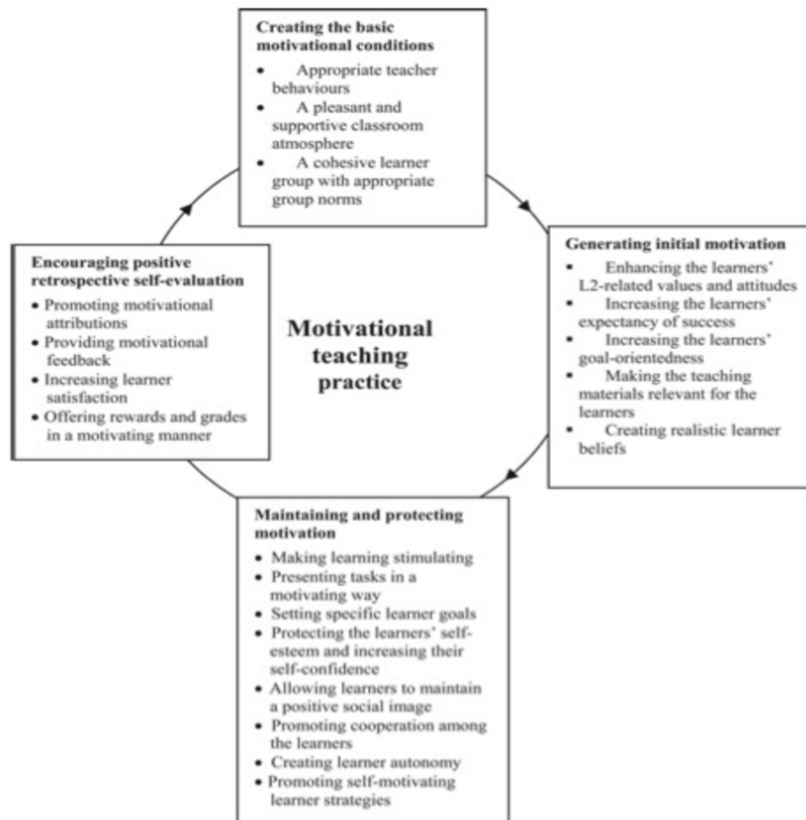 Creating the basic
motivational conditions
• Appropriate teacher
behaviours
• A pleasant and
supportive classroom
atmosphere
• A cohesive learner
group with appropriate
group norms
Generating initial motivation
▪ Enhancing the learners’
L2-related values and attitudes
▪ Increasing the learners’
expectancy of success
▪ Increasing the learners’
goal-orientedness
▪ Making the teaching
materials relevant for the
learners
▪ Creating realistic learner
beliefs
Encouraging positive
retrospective self-evaluation
• Promoting motivational
attributions
• Providing motivational
feedback
• Increasing learner
satisfaction
• Offering rewards and grades
in a motivating manner
Motivational
teaching
practice
Maintaining and protecting
motivation
• Making learning stimulating
• Presenting tasks in a
motivating way
• Setting specific learner goals
• Protecting the learners’ self-
esteem and increasing their
self-confidence
• Allowing learners to maintain
a positive social image
• Promoting cooperation among
the learners
• Creating learner autonomy
• Promoting self-motivating
learner strategies